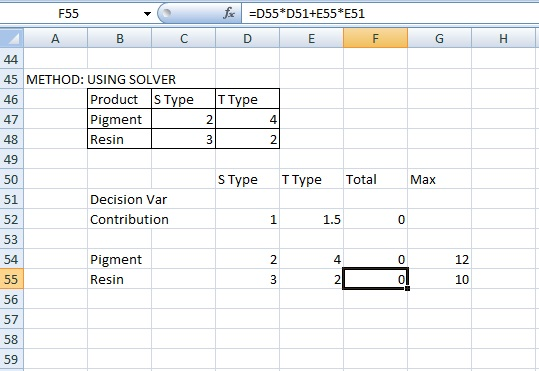 F55 fx =D55*D51+E55*E51
A B C D E F G H
44
45 METHOD: USING SOLVER
46 Product S Type T Type
47 Pigment 2 4
48 Resin 3 2
49
50 S Type T Type Total Max
51 Decision Var
52 Contribution 1 1.5 0
53
54 Pigment 2 4 0 12
55 Resin 3 2 0 10
56
57
58
59